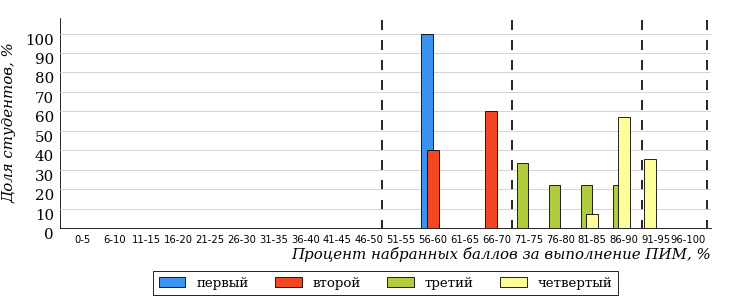 Доля студентов, %
100
90
80
70
60
50
40
30
20
10
0
0-5 6-10 11-15 16-20 21-25 26-30 31-35 36-40 41-45 46-50 51-55 56-60 61-65 66-70 71-75 76-80 81-85 86-90 91-95 96-100
Процент набранных баллов за выполнение ПИМ, %
первый второй третий четвертый